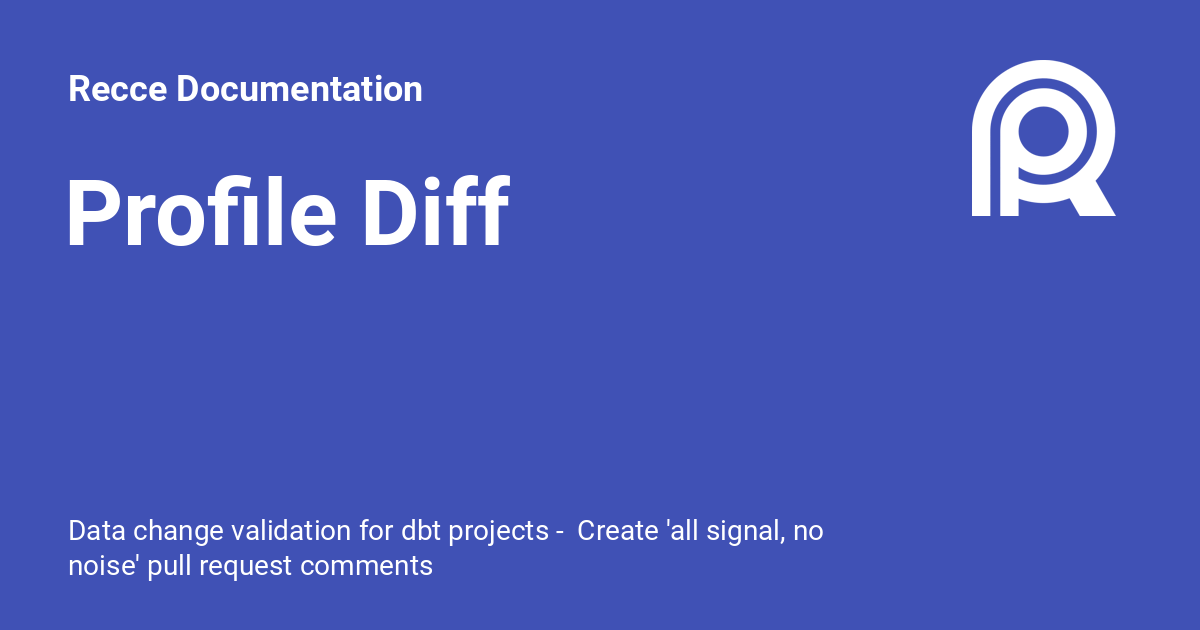 Recce Documentation
Profile Diff
Data change validation for dbt projects -  Create 'all signal, no
noise' pull request comments